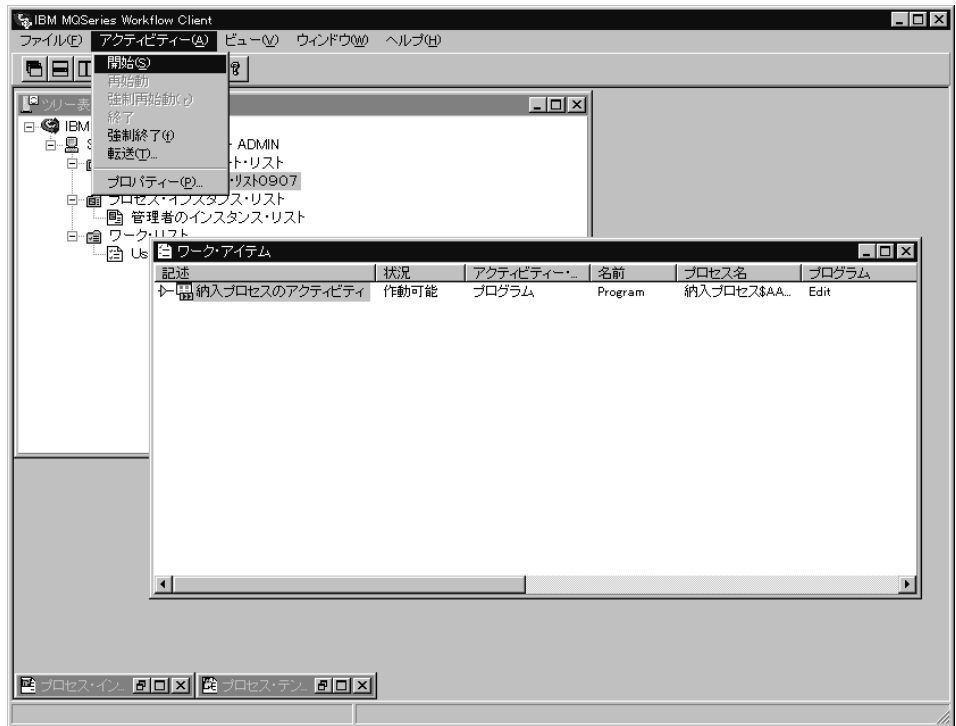 IBM MQSeries Workflow Client
ファイル(F) アクティビティー(A) ビュー(V) ウィンドウ(W) ヘルプ(H)
開始(S)
再始動
強制再始動(r)
終了
強制終了(f)
転送(T)...
プロパティー(P)...
ツリー表
IBM
ADMIN
ト・リスト
・リスト0907
プロセス・インスタンス・リスト
管理者のインスタンス・リスト
ワーク・リスト
Us
ワーク・アイテム
記述 状況 アクティビティー・... 名前 プロセス名 プログラム
納入プロセスのアクティビティ 作動可能 プログラム Program 納入プロセス$AA... Edit
プロセス・イン... プロセス・テン...